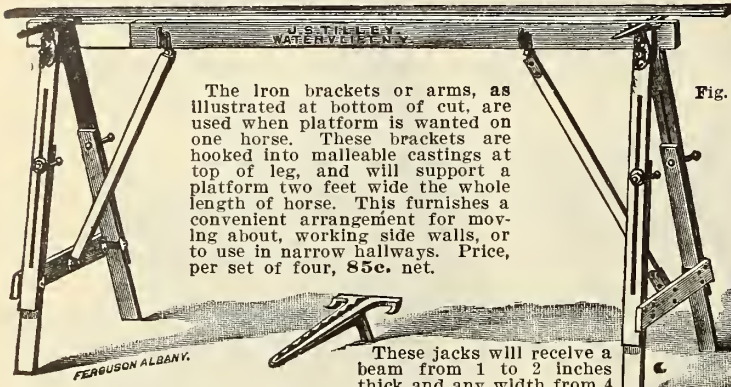 J.S. TILLEY.
WATERVLIET N.Y.
The Iron brackets or arms, as
illustrated at bottom of cut, are
used when platform is wanted on
one horse. These brackets are
hooked into malleable castings at
top of leg, and will support a
platform two feet wide the whole
length of horse. This furnishes a
convenient arrangement for mov-
ing about, working side walls, or
to use in narrow hallways. Price,
per set of four, 85c. net.
Fig.
FERGUSON ALBANY.
These jacks will receive a
beam from 1 to 2 inches
thick and any width from 4